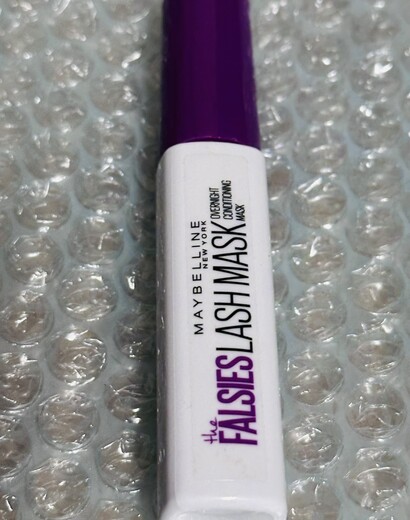 MAYBELLINE
NEW YORK
the
FALSIES LASH MASK
OVERNIGHT
CONDITIONING
MASK